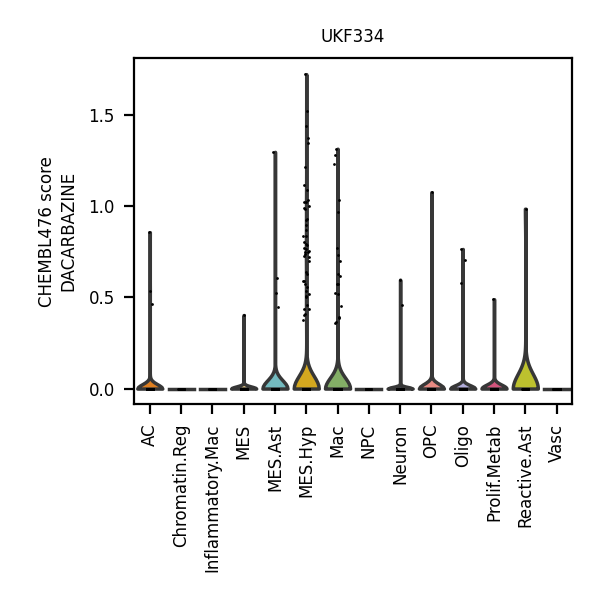 UKF334
CHEMBL476 score
DACARBAZINE
1.5
1.0
0.5
0.0
AC
Chromatin.Reg
Inflammatory.Mac
MES
MES.Ast
MES.Hyp
Mac
NPC
Neuron
OPC
Oligo
Prolif.Metab
Reactive.Ast
Vasc